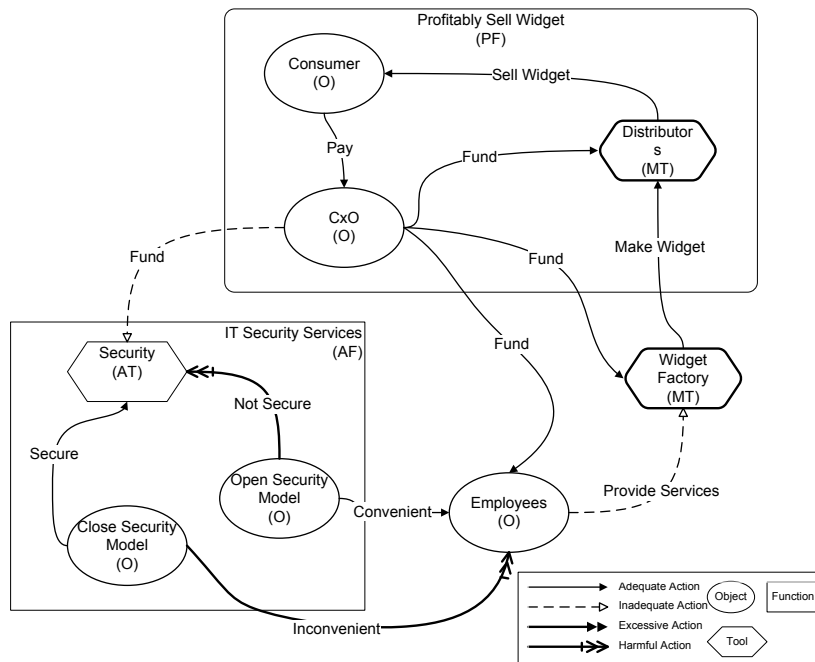 Profitably Sell Widget
(PF)
Consumer
(O)
Sell Widget
Distributor
s
(MT)
Pay
Fund
CxO
(O)
Fund
Fund
Make Widget
Fund
IT Security Services
(AF)
Security
(AT)
Widget
Factory
(MT)
Not Secure
Secure
Open Security
Model
(O)
Convenient
Employees
(O)
Provide Services
Close Security
Model
(O)
Inconvenient
Adequate Action
Inadequate Action
Excessive Action
Harmful Action
Object
Function
Tool